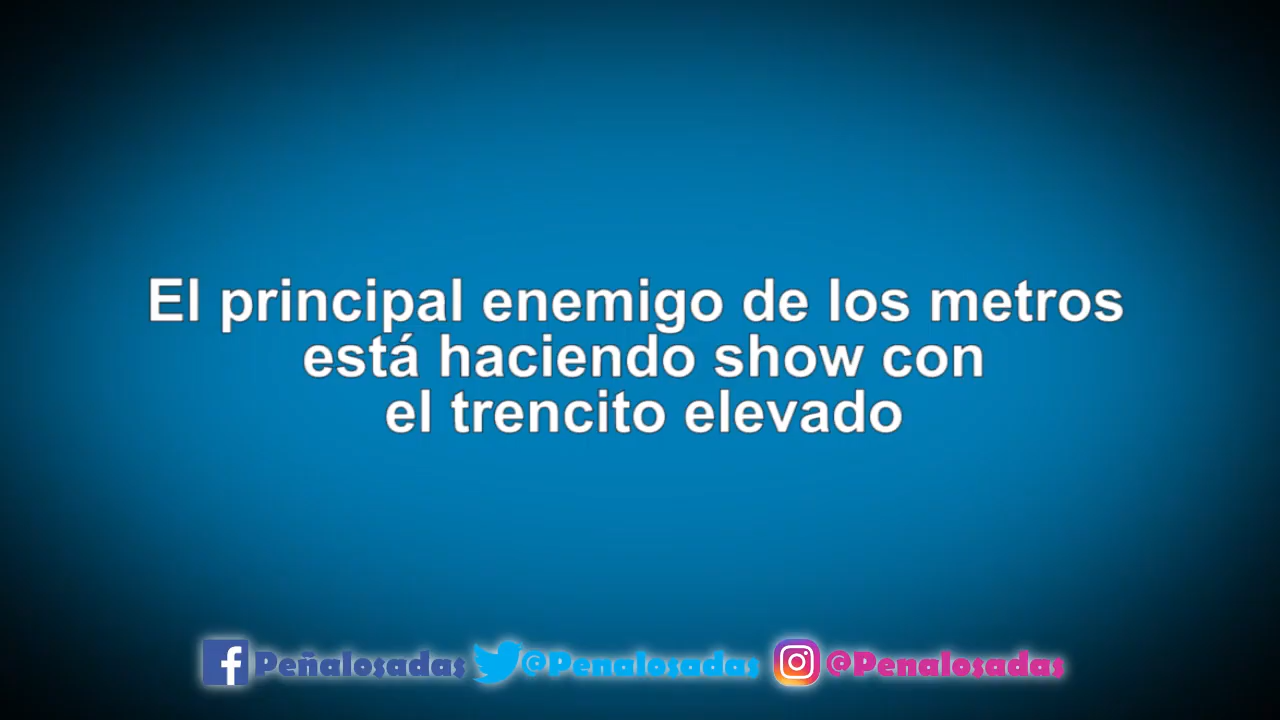 El principal enemigo de los metros
está haciendo show con
el trencito elevado
Peñalosadas @Penalosadas @Penalosadas